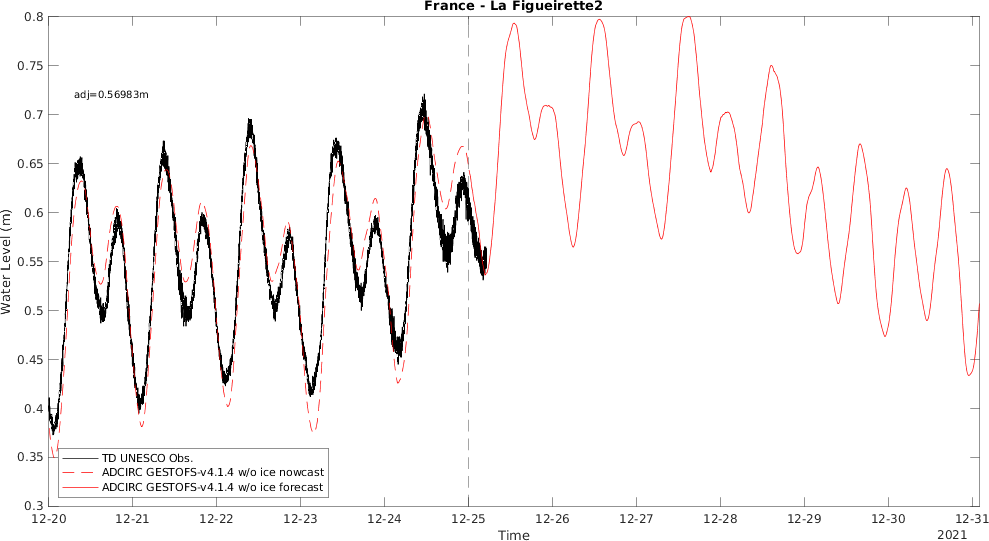 France - La Figueirette2
0.8
0.75
0.7
0.65
0.6
0.55
0.5
0.45
0.4
0.35
0.3
Water Level (m)
adj=0.56983m
TD UNESCO Obs.
ADCIRC GESTOFS-v4.1.4 w/o ice nowcast
ADCIRC GESTOFS-v4.1.4 w/o ice forecast
12-20 12-21 12-22 12-23 12-24 12-25 12-26 12-27 12-28 12-29 12-30 12-31
Time
2021